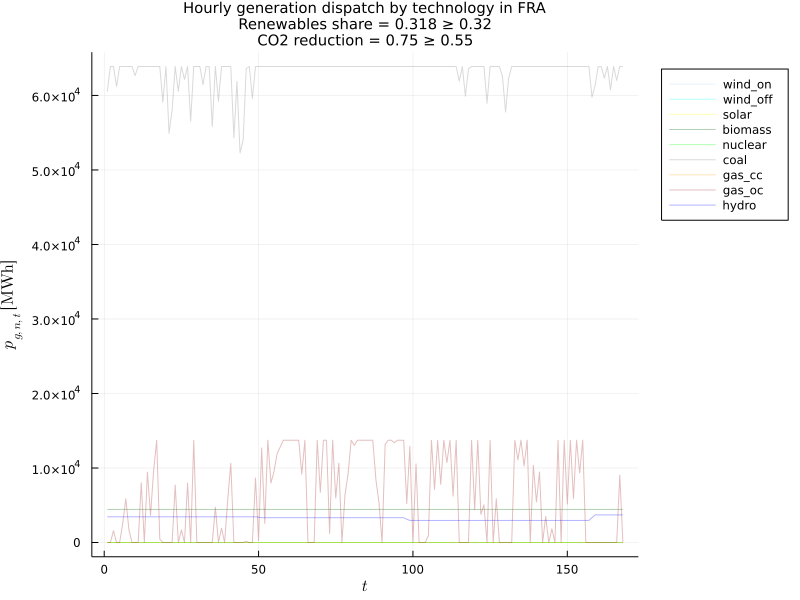 Hourly generation dispatch by technology in FRA
Renewables share = 0.318 ≥ 0.32
CO2 reduction = 0.75 ≥ 0.55
wind_on
wind_off
solar
biomass
nuclear
coal
gas_cc
gas_oc
hydro
p g, n, t [MWh]
6.0×10⁴
5.0×10⁴
4.0×10⁴
3.0×10⁴
2.0×10⁴
1.0×10⁴
0
0 50 100 150
t